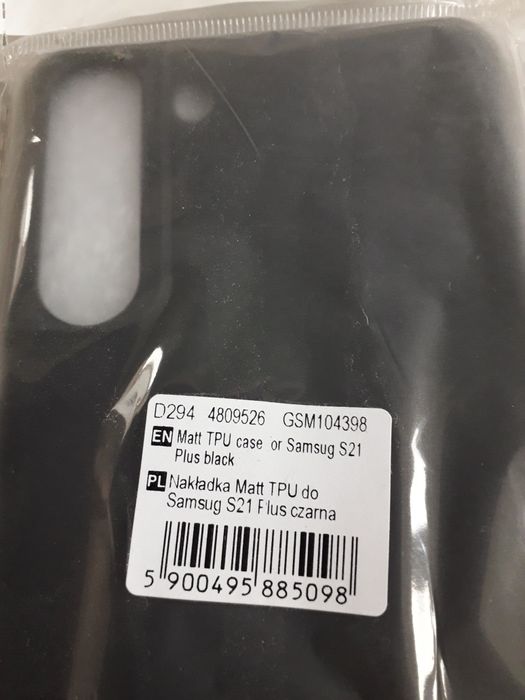 D294 4809526 GSM104398
EN Matt TPU case or Samsug S21
Plus black
PL Nakładka Matt TPU do
Samsug S21 Plus czarna
5 900495 885098